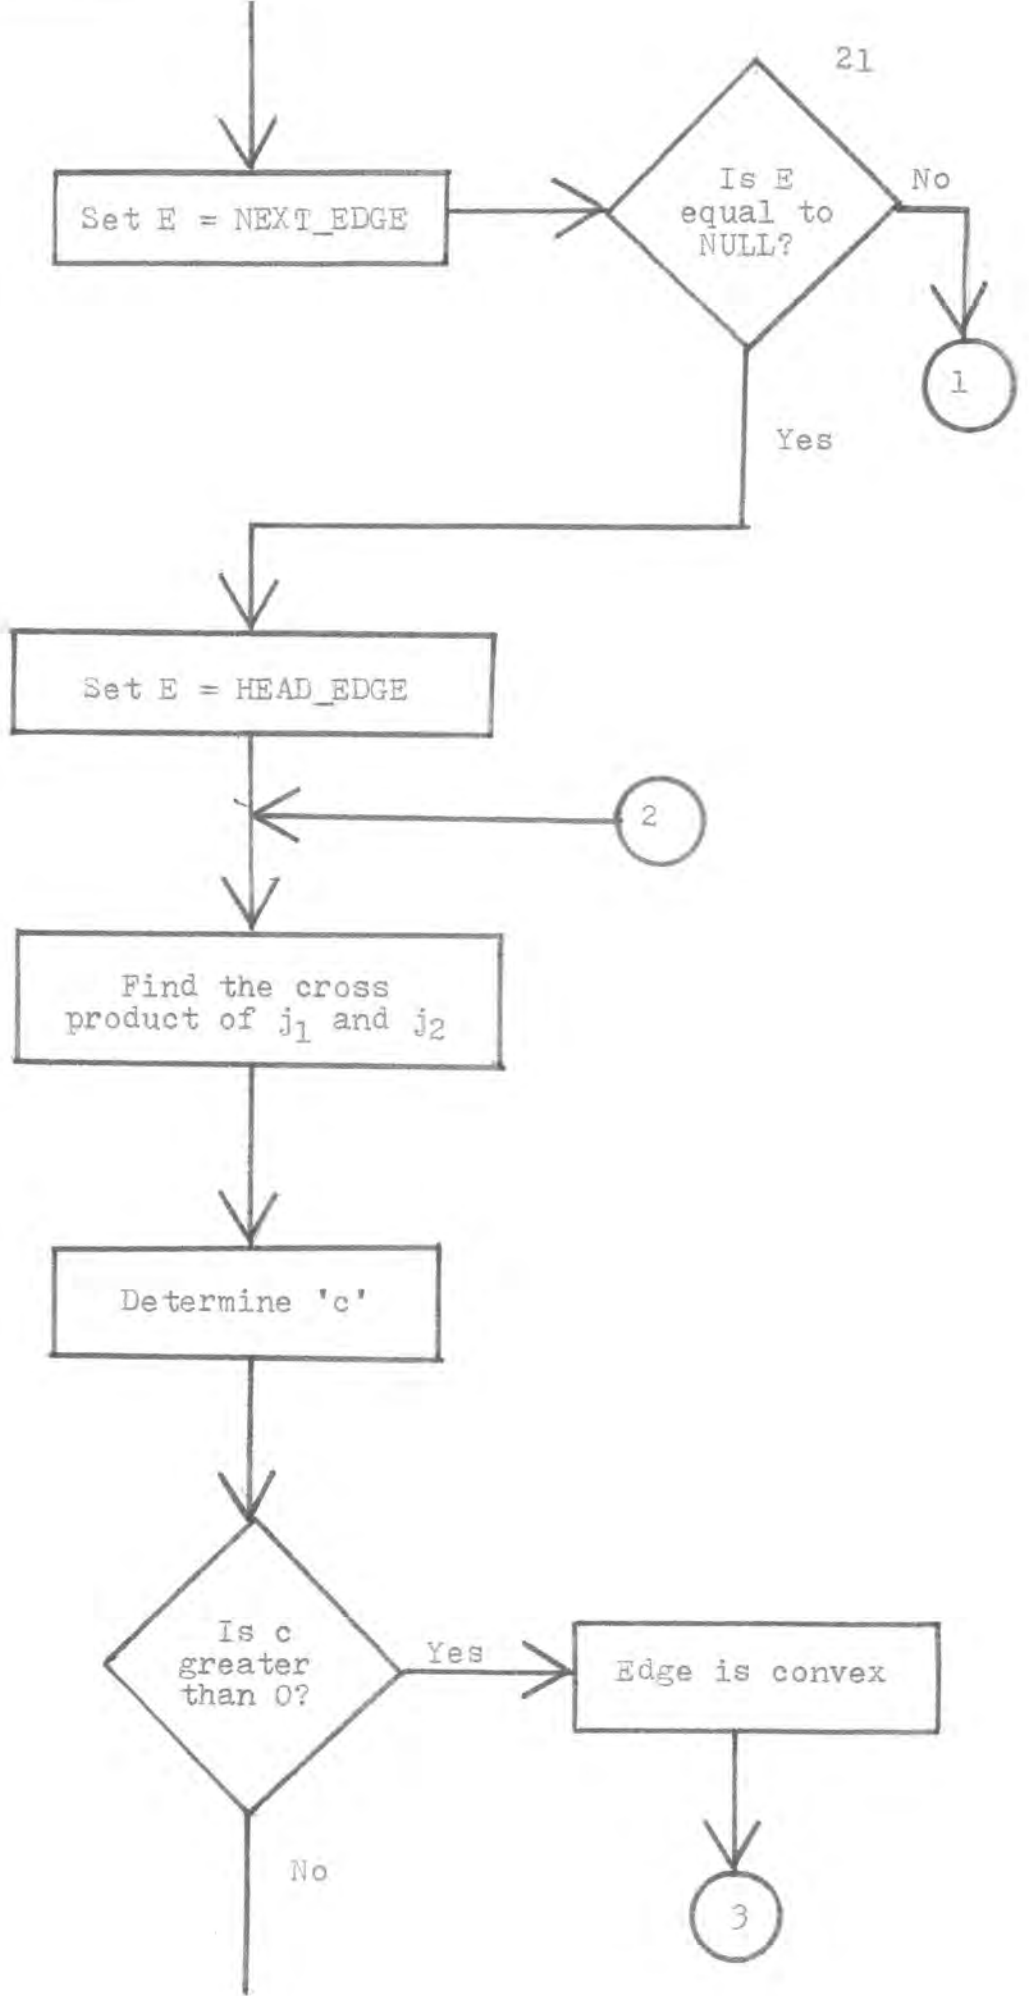 21
Set E = NEXT_EDGE
Is E
equal to
NULL?
No
1
Yes
Set E = HEAD_EDGE
2
Find the cross
product of j₁ and j₂
Determine 'c'
Is c
greater
than 0?
Yes
Edge is convex
No
3